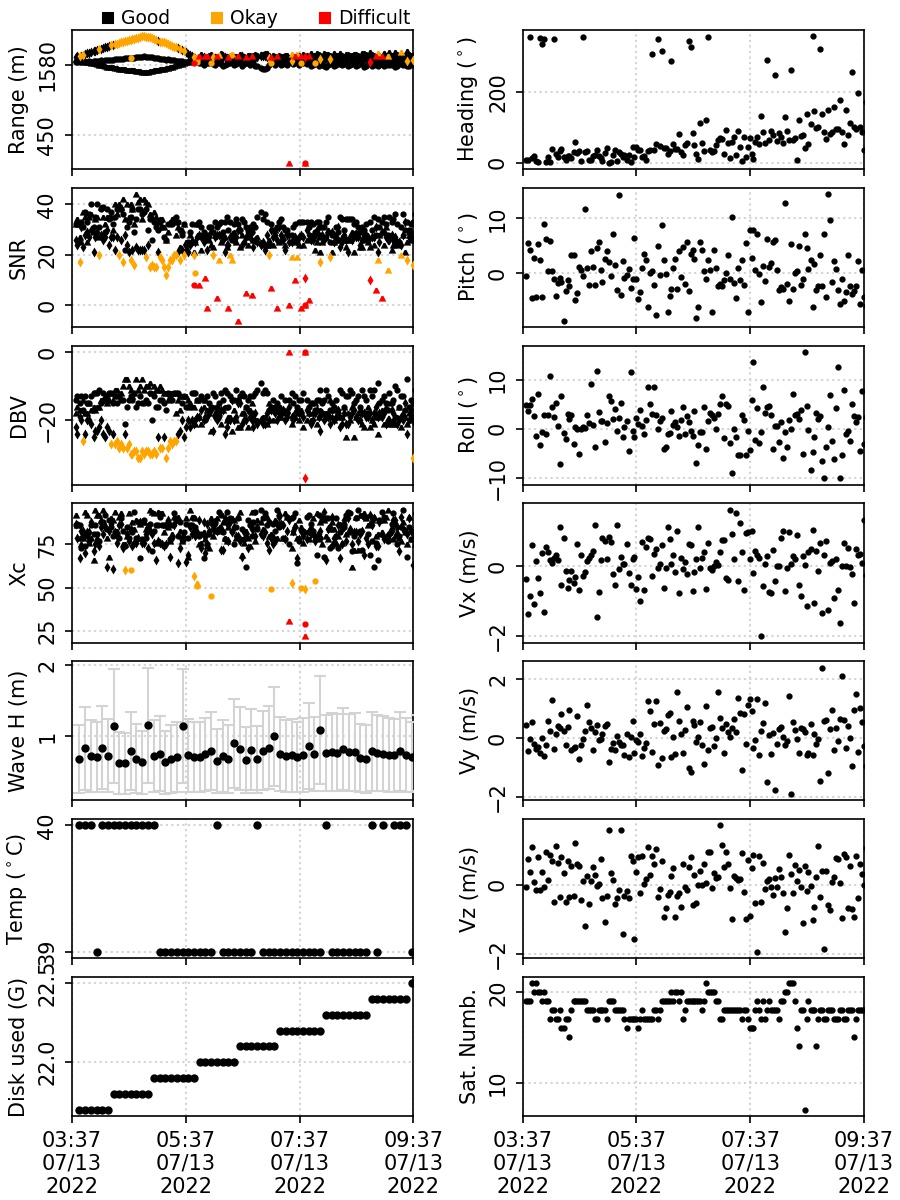 Good Okay Difficult
Range (m)
1580
450
Heading (°)
200
0
SNR
40
20
0
Pitch (°)
10
0
DBV
0
−20
Roll (°)
10
0
−10
Xc
75
50
25
Vx (m/s)
0
−2
Wave H (m)
2
1
Vy (m/s)
2
0
−2
Temp (°C)
40
39
Vz (m/s)
0
−2
Disk used (G)
22.5
22.0
Sat. Numb.
20
10
03:37 05:37 07:37 09:37 03:37 05:37 07:37 09:37
07/13 07/13 07/13 07/13 07/13 07/13 07/13 07/13
2022 2022 2022 2022 2022 2022 2022 2022